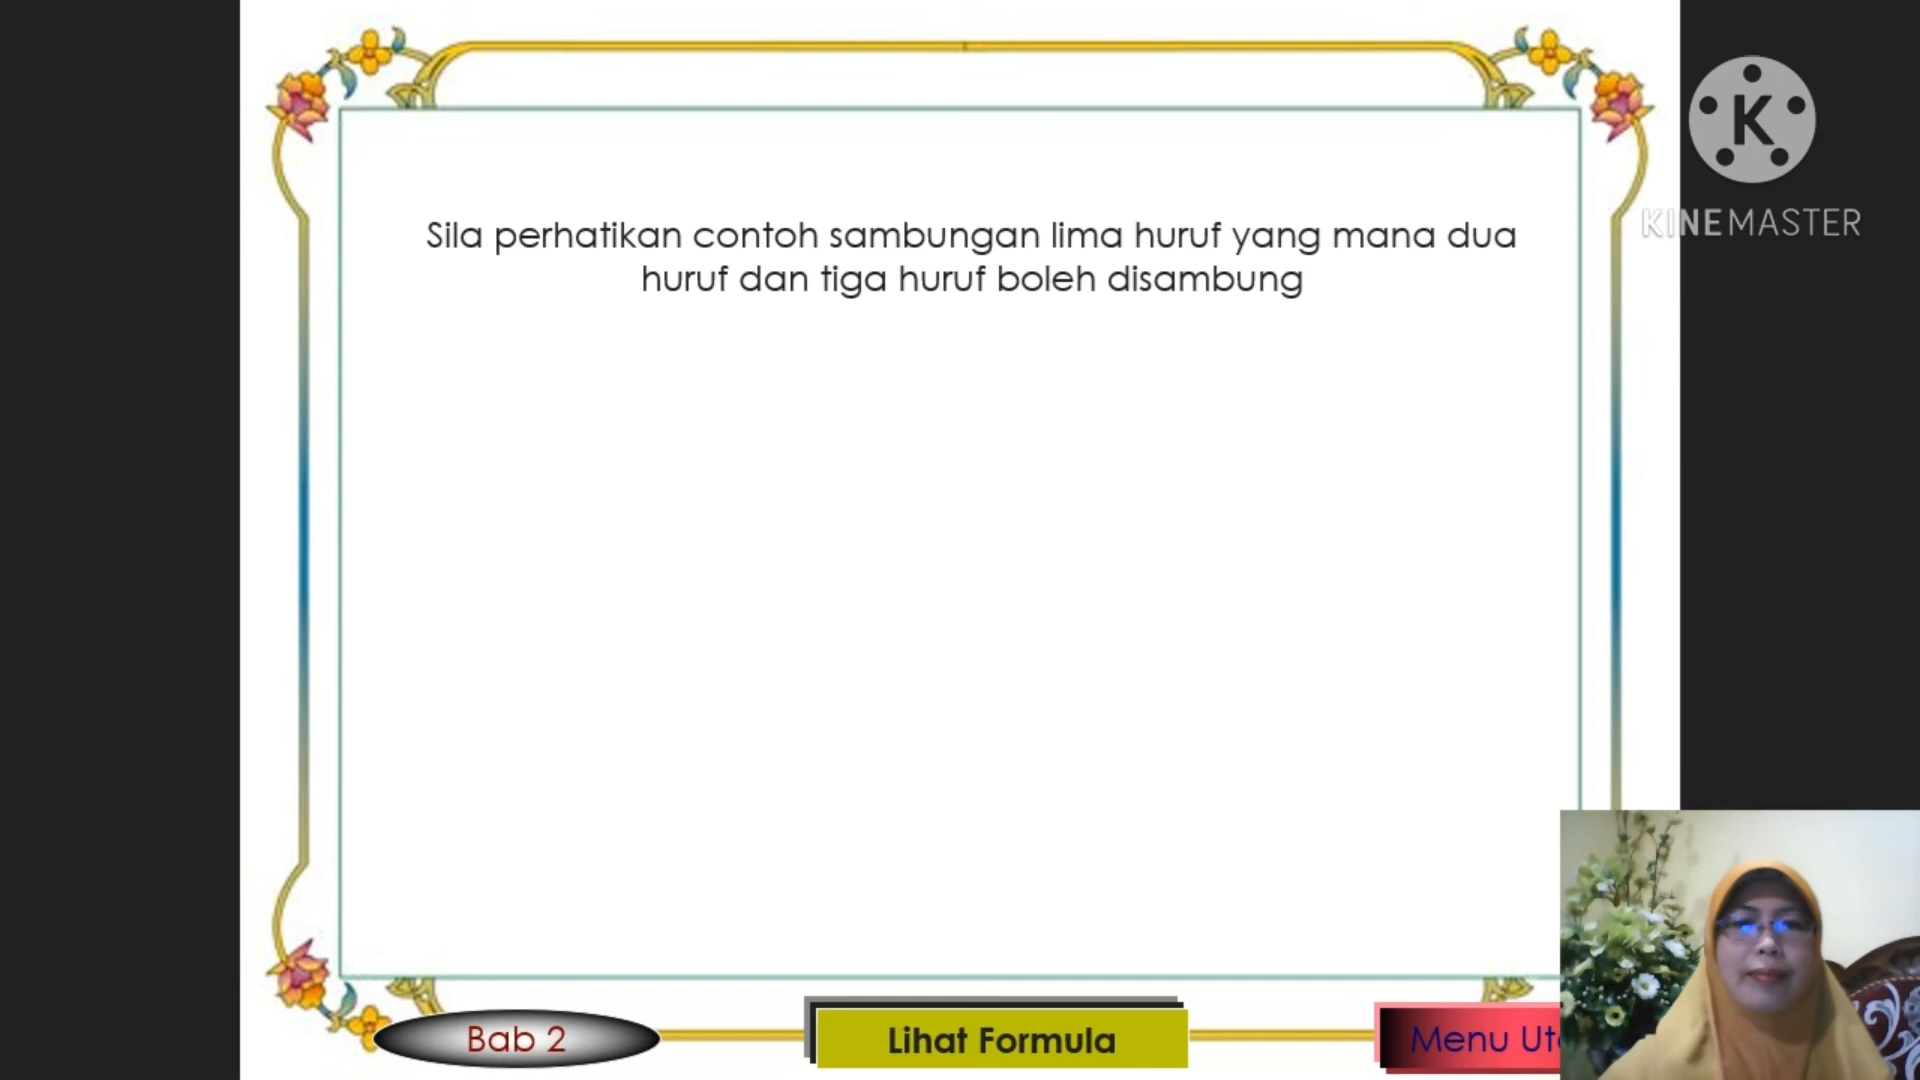 K
KINEMASTER
Sila perhatikan contoh sambungan lima huruf yang mana dua
huruf dan tiga huruf boleh disambung
Bab 2
Lihat Formula
Menu